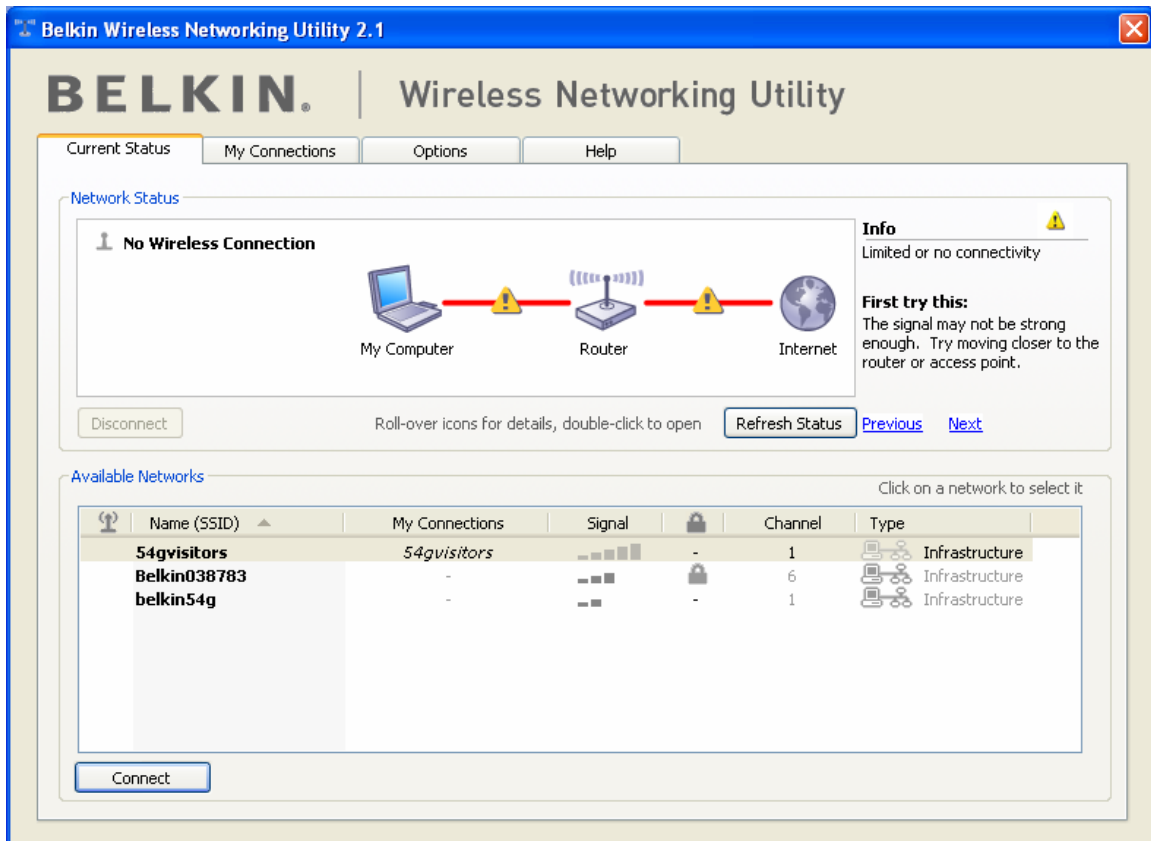 Belkin Wireless Networking Utility 2.1
BELKIN. Wireless Networking Utility
Current Status My Connections Options Help
Network Status
No Wireless Connection
My Computer Router Internet
Info
Limited or no connectivity
First try this:
The signal may not be strong
enough. Try moving closer to the
router or access point.
Disconnect Roll-over icons for details, double-click to open Refresh Status Previous Next
Available Networks
Click on a network to select it
Name (SSID) My Connections Signal Channel Type
54gvisitors 54gvisitors - 1 Infrastructure
Belkin038783 - 6 Infrastructure
belkin54g - - 1 Infrastructure
Connect